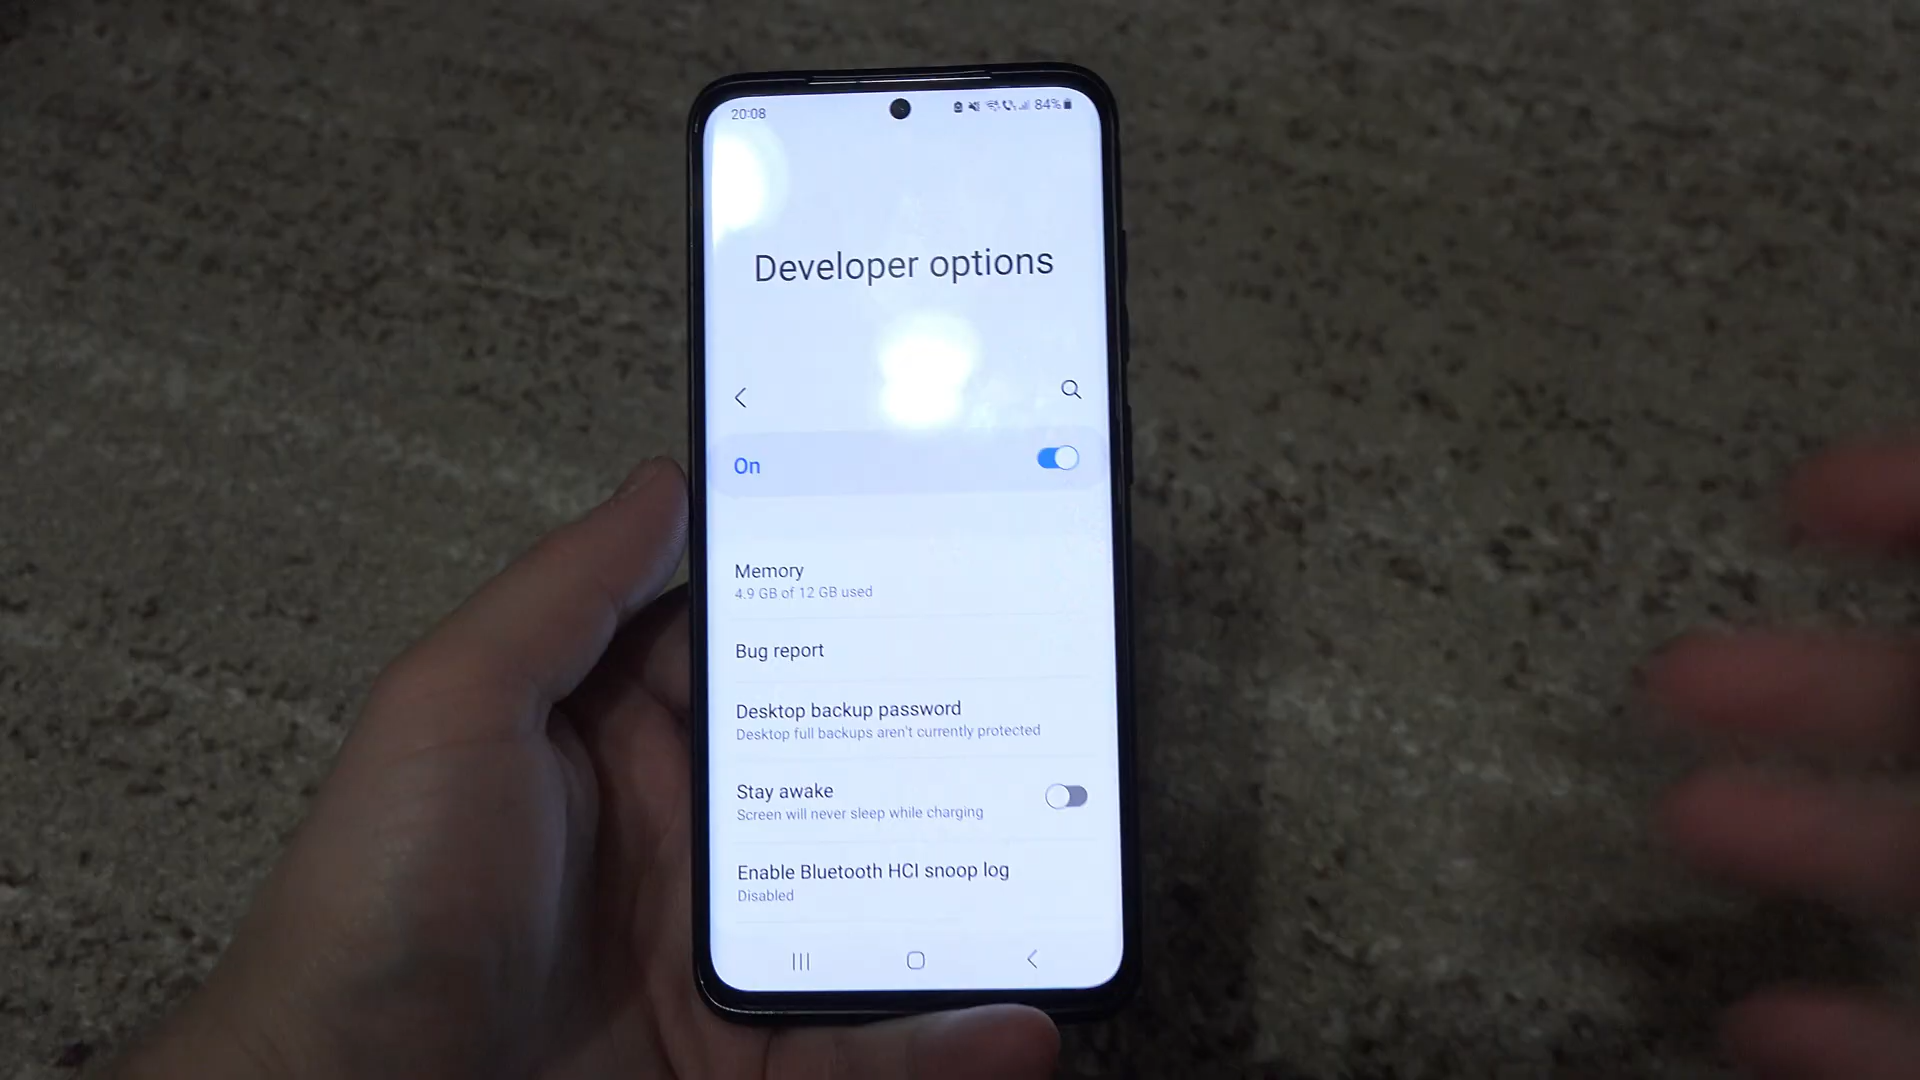 20:08
84%
Developer options
On
Memory
4.9 GB of 12 GB used
Bug report
Desktop backup password
Desktop full backups aren't currently protected
Stay awake
Screen will never sleep while charging
Enable Bluetooth HCI snoop log
Disabled